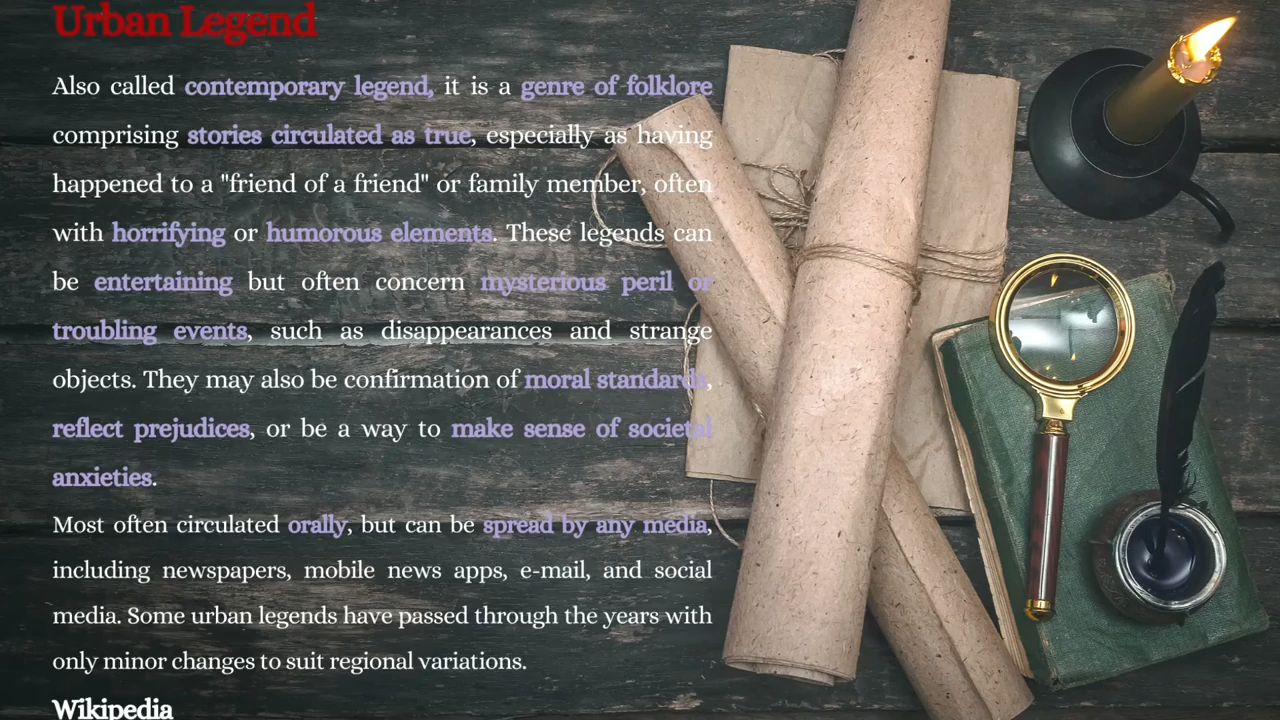 Urban Legend
Also called contemporary legend, it is a genre of folklore
comprising stories circulated as true, especially as having
happened to a "friend of a friend" or family member, often
with horrifying or humorous elements. These legends can
be entertaining but often concern mysterious peril or
troubling events, such as disappearances and strange
objects. They may also be confirmation of moral standards,
reflect prejudices, or be a way to make sense of societal
anxieties.
Most often circulated orally, but can be spread by any media,
including newspapers, mobile news apps, e-mail, and social
media. Some urban legends have passed through the years with
only minor changes to suit regional variations.
Wikipedia